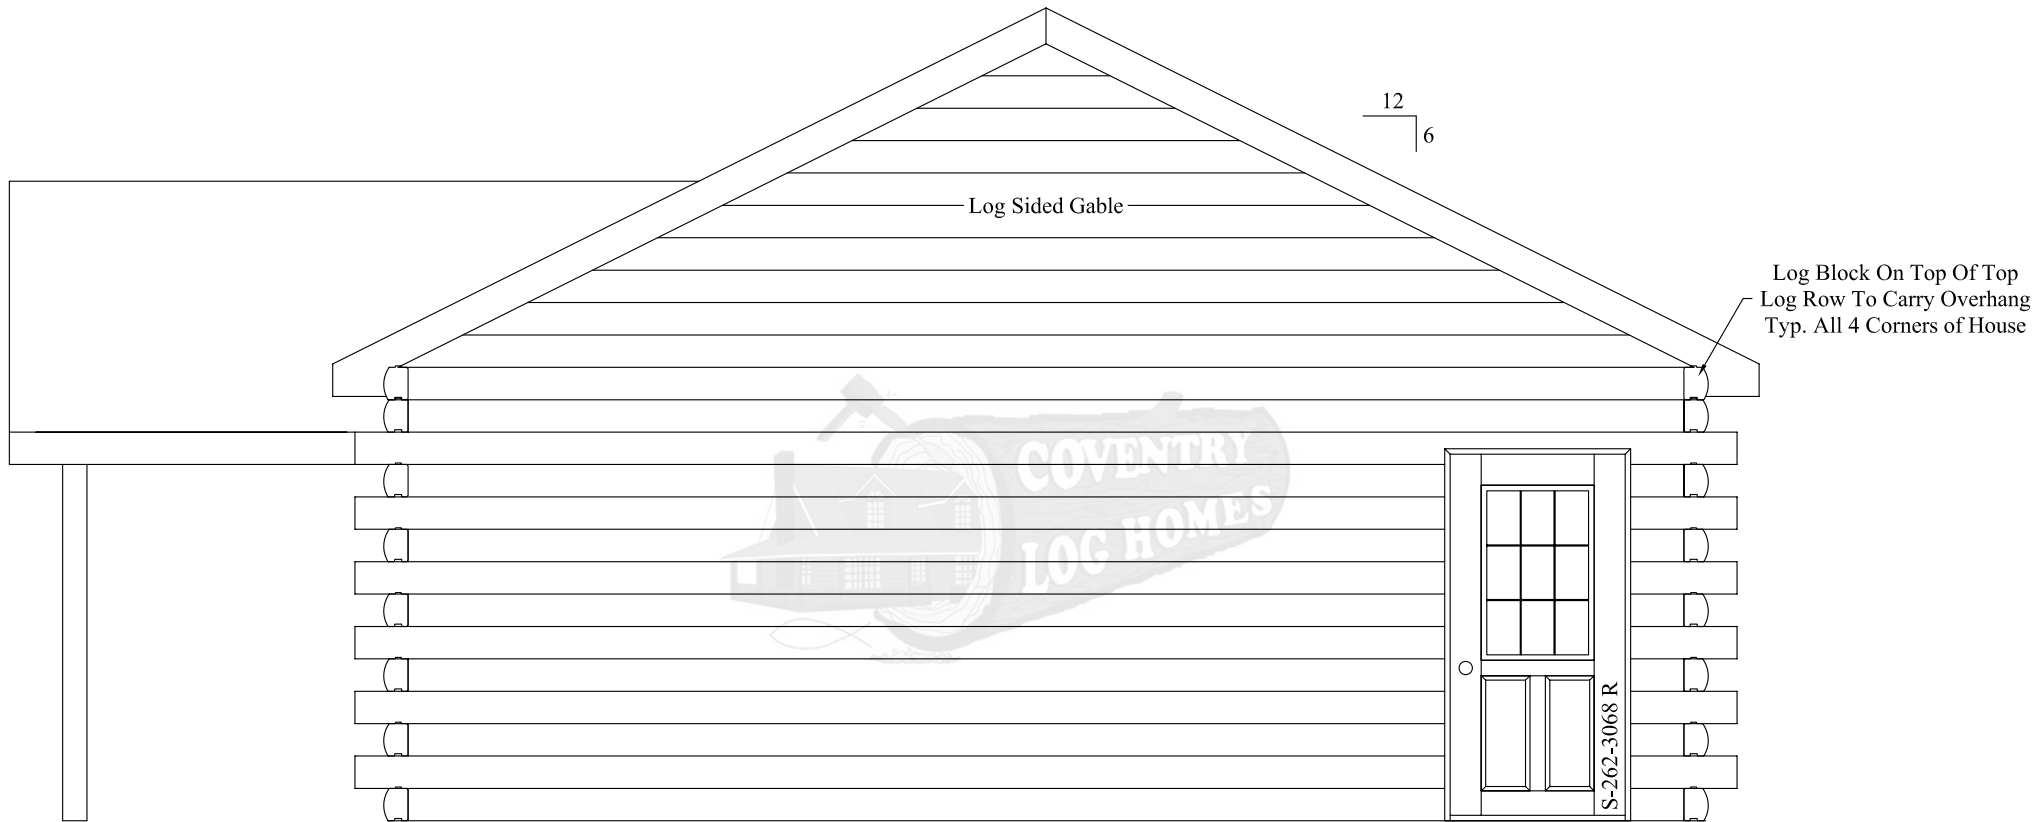 12
6
Log Sided Gable
Log Block On Top Of Top
Log Row To Carry Overhang
Typ. All 4 Corners of House
COVENTRY
LOG HOMES
S-262-3068 R